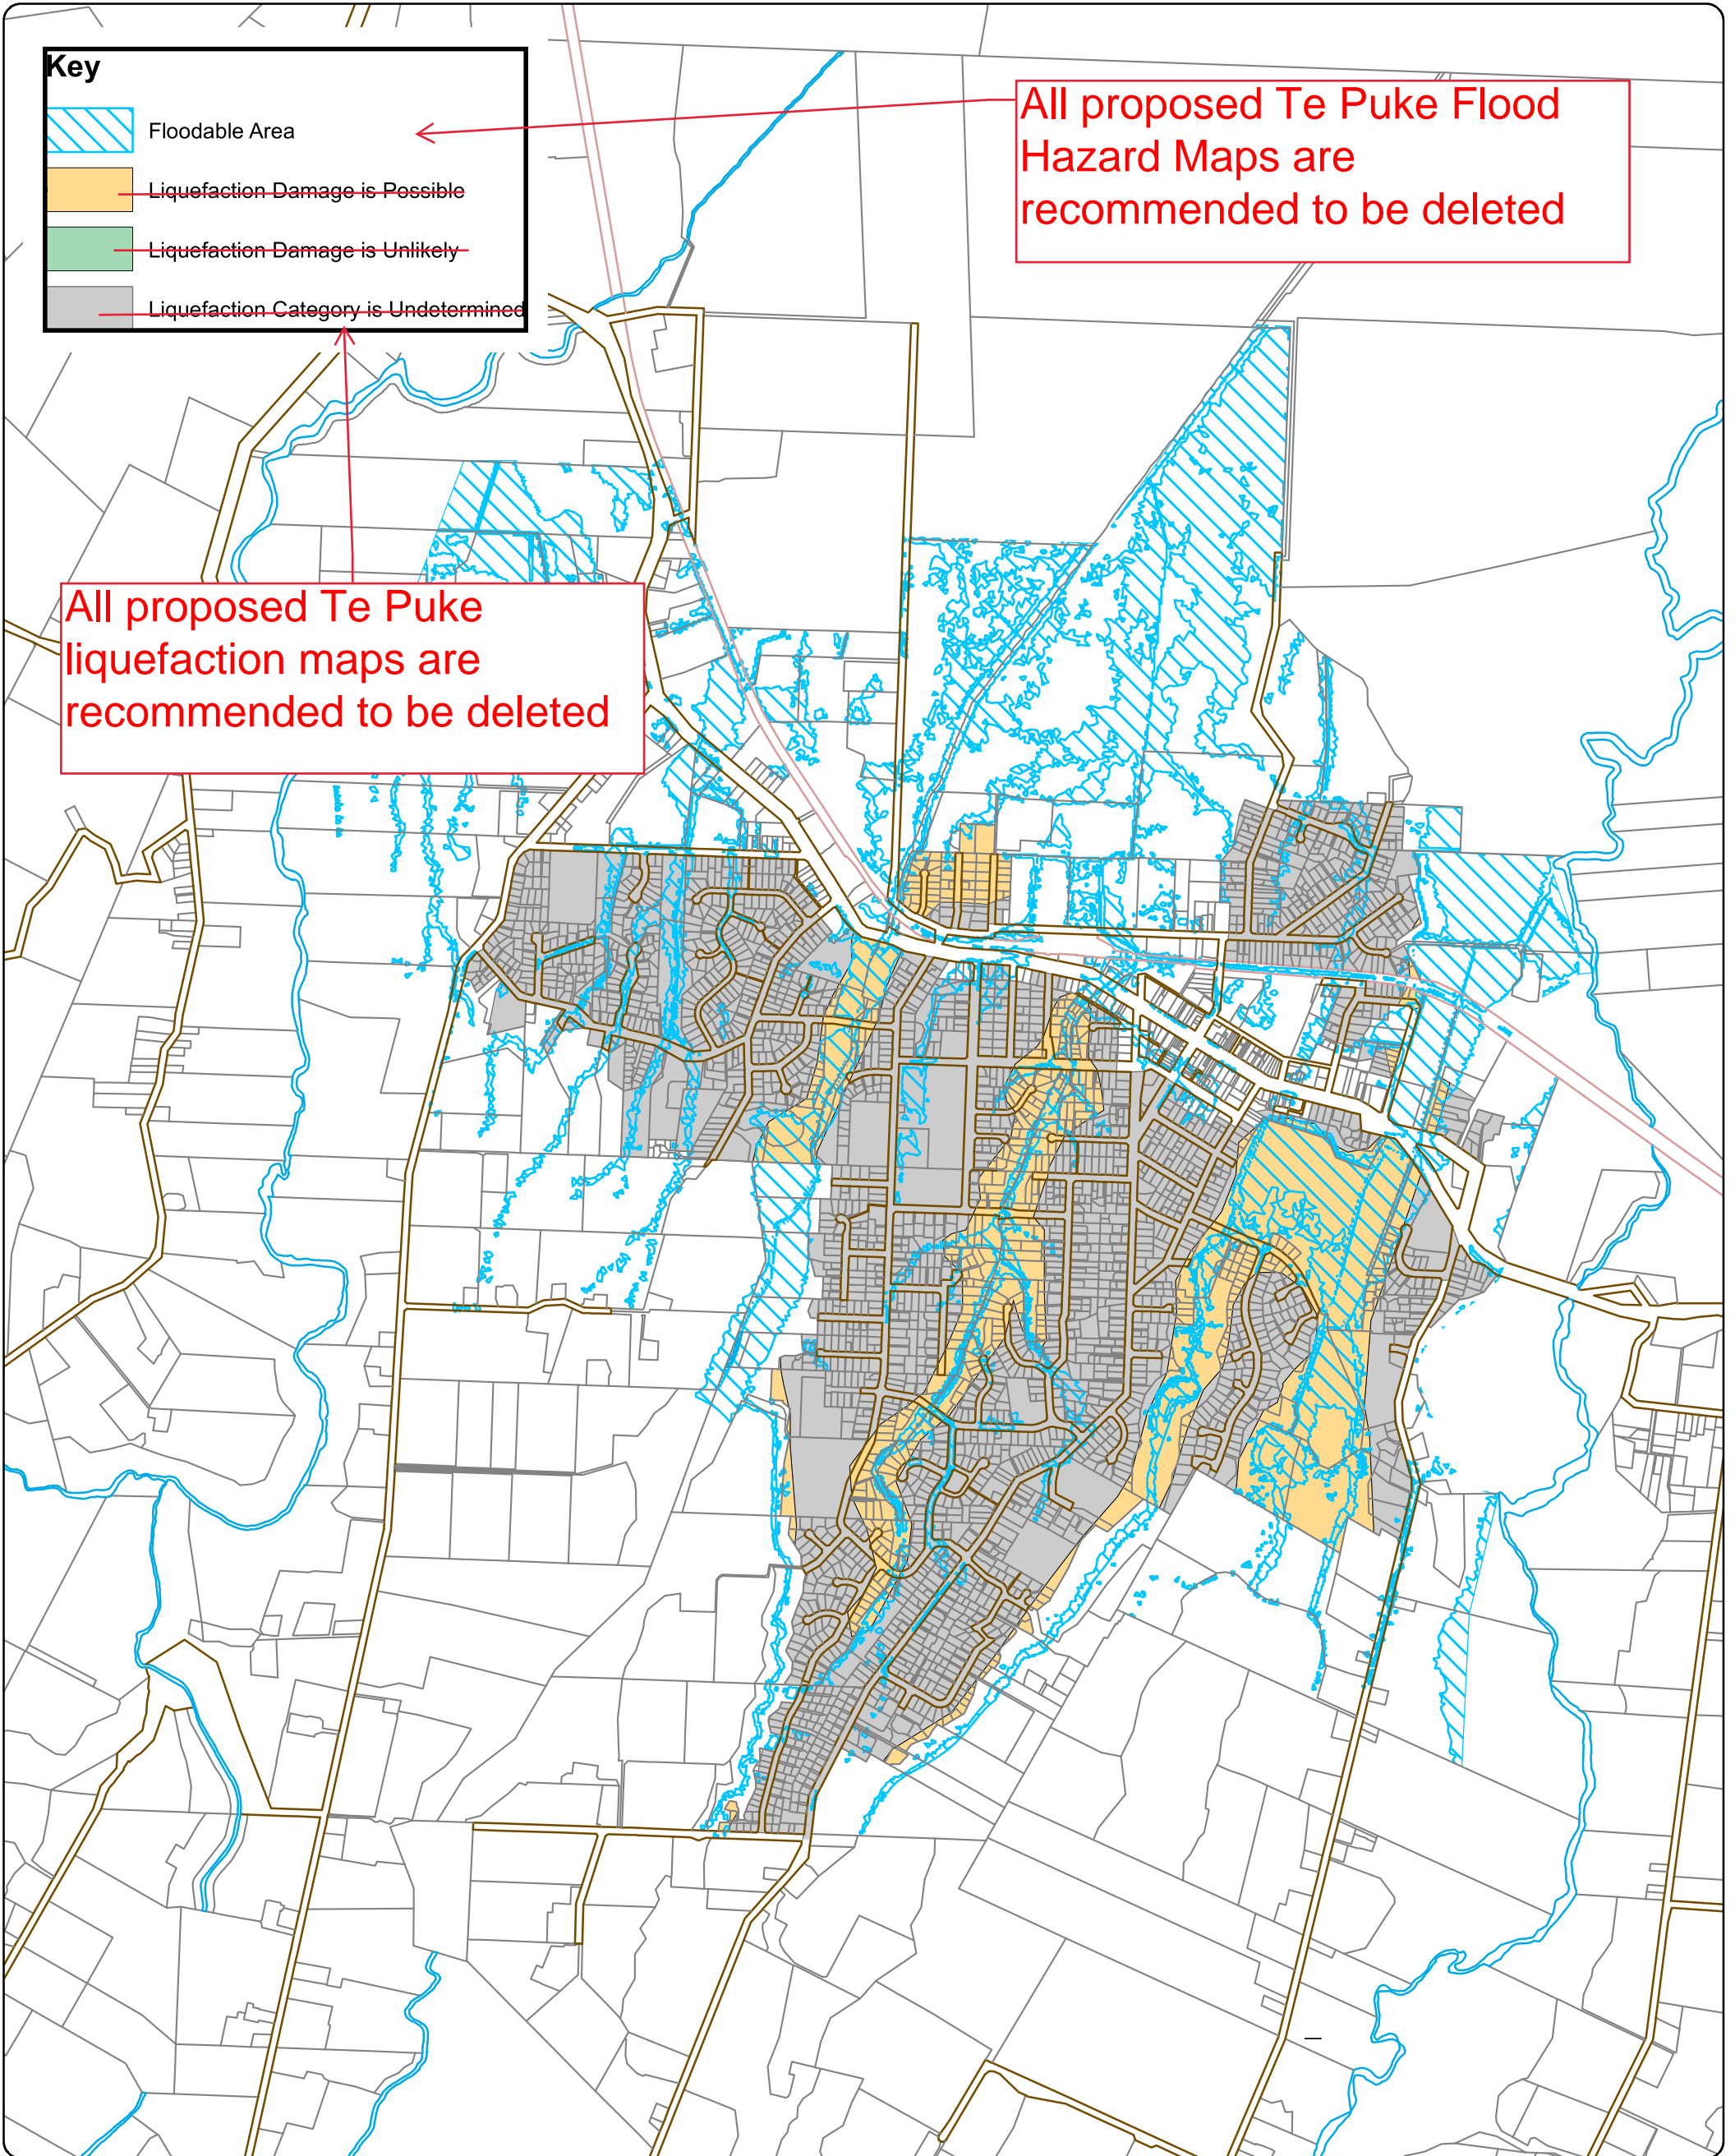 Key
Floodable Area
Liquefaction Damage is Possible
Liquefaction Damage is Unlikely
Liquefaction Category is Undetermined
All proposed Te Puke Flood
Hazard Maps are
recommended to be deleted
All proposed Te Puke
liquefaction maps are
recommended to be deleted